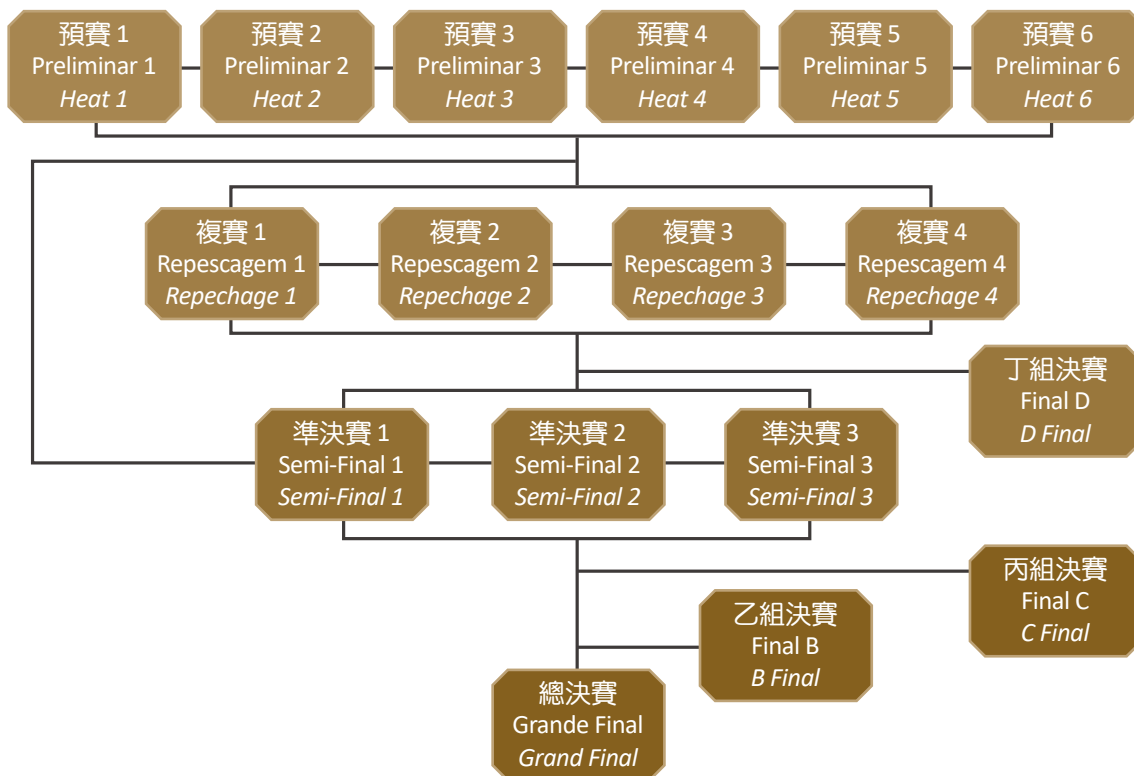 預賽 1
Preliminar 1
Heat 1
預賽 2
Preliminar 2
Heat 2
預賽 3
Preliminar 3
Heat 3
預賽 4
Preliminar 4
Heat 4
預賽 5
Preliminar 5
Heat 5
預賽 6
Preliminar 6
Heat 6
複賽 1
Repescagem 1
Repechage 1
複賽 2
Repescagem 2
Repechage 2
複賽 3
Repescagem 3
Repechage 3
複賽 4
Repescagem 4
Repechage 4
丁組決賽
Final D
D Final
準決賽 1
Semi-Final 1
Semi-Final 1
準決賽 2
Semi-Final 2
Semi-Final 2
準決賽 3
Semi-Final 3
Semi-Final 3
丙組決賽
Final C
C Final
乙組決賽
Final B
B Final
總決賽
Grande Final
Grand Final